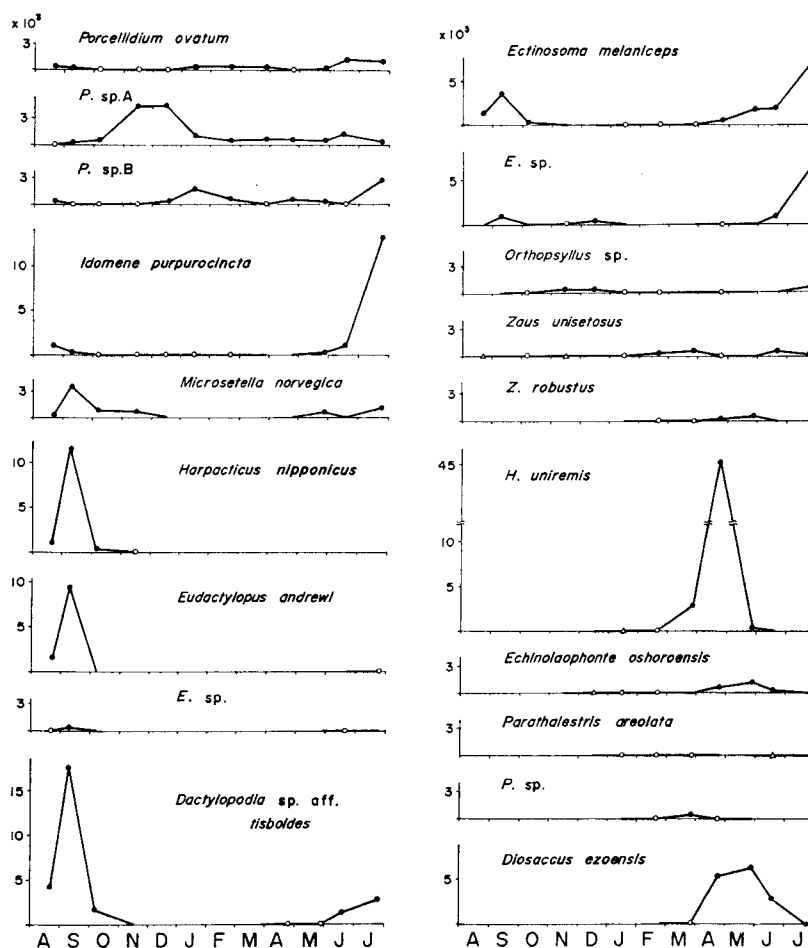 x 10³
Porcellidium ovatum
3
P. sp.A
3
P. sp.B
3
Idomene purpurocincta
10
5
Microsetella norvegica
3
Harpacticus nipponicus
10
5
Eudactylopus andrewi
10
5
E. sp.
3
Dactylopodia sp. aff.
tisboides
15
10
5
A S O N D J F M A M J J
x 10³
Ectinosoma melaniceps
5
E. sp.
5
Orthopsyllus sp.
3
Zaus unisetosus
3
Z. robustus
3
H. uniremis
45
10
5
Echinolaophonte oshoroensis
3
Parathalestris areolata
3
P. sp.
3
Diosaccus ezoensis
5
A S O N D J F M A M J J